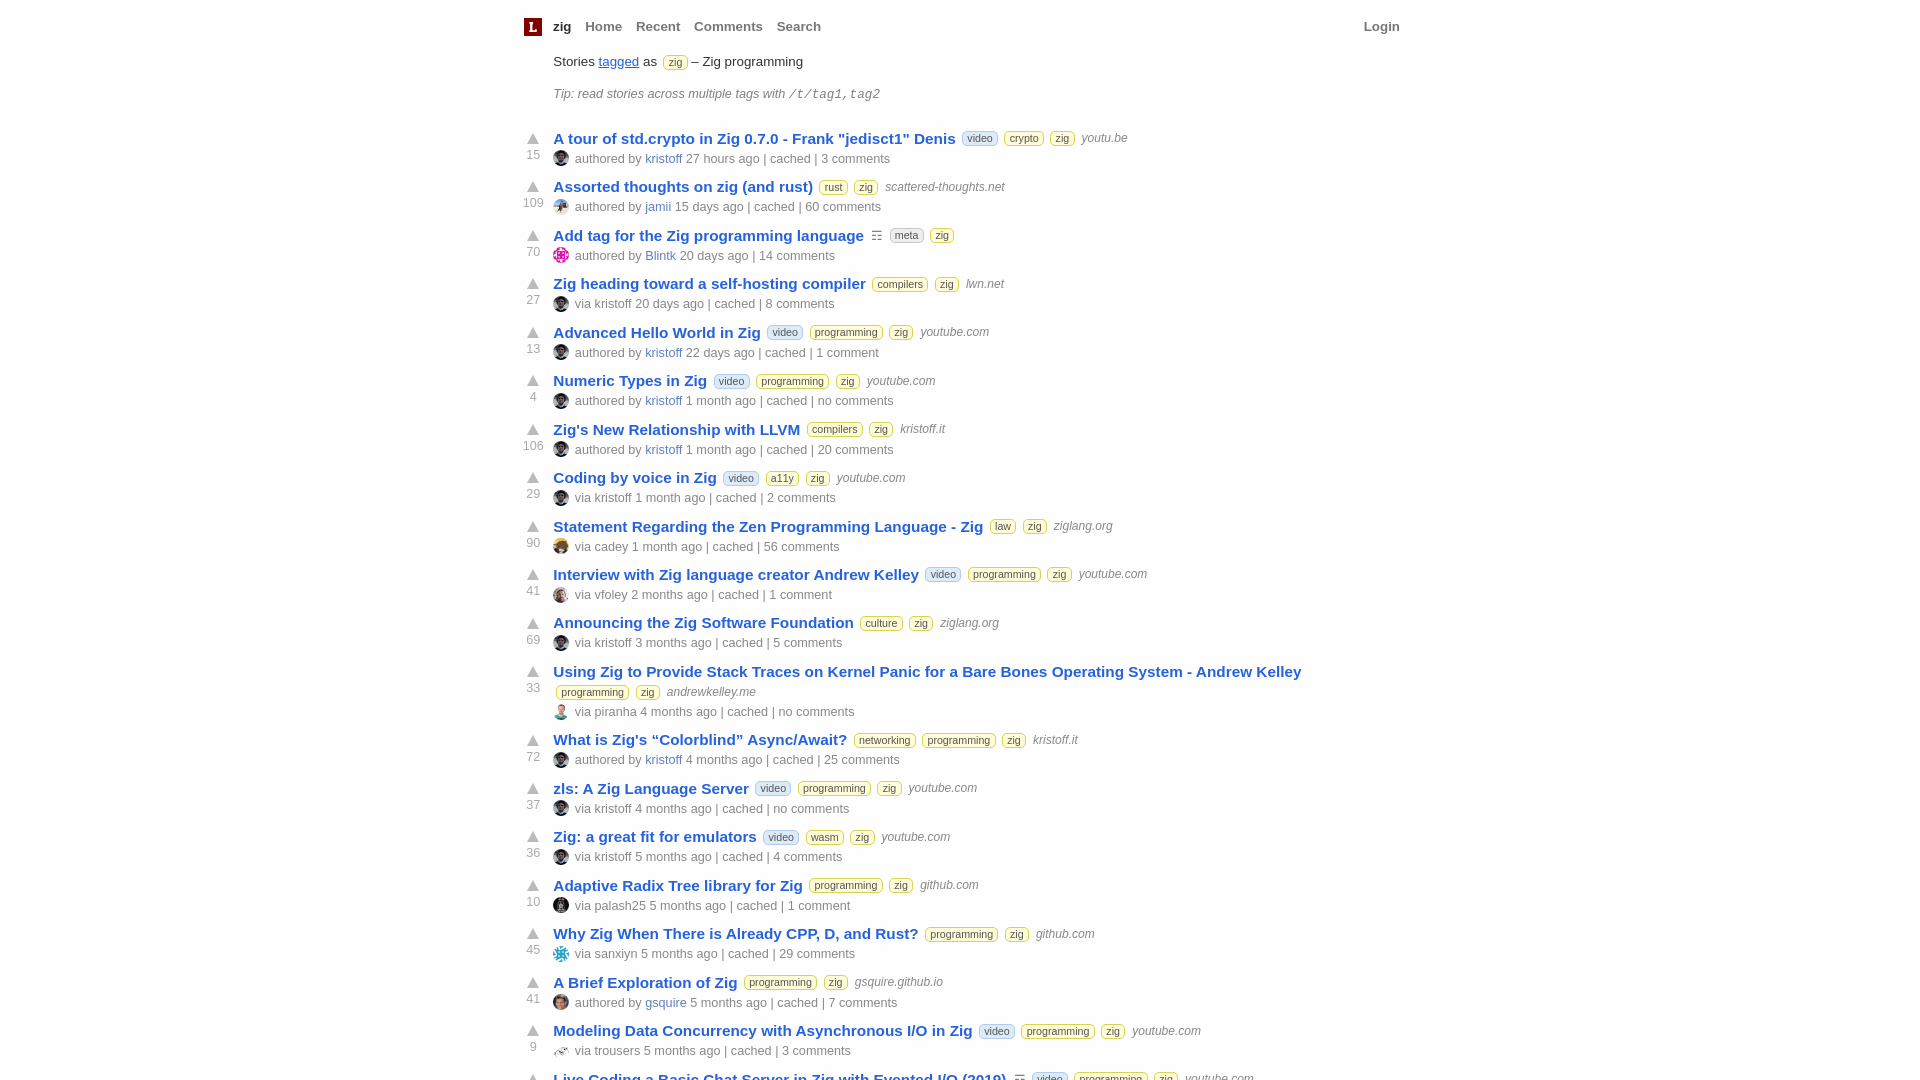 L zig Home Recent Comments Search Login
Stories tagged as zig – Zig programming
Tip: read stories across multiple tags with /t/tag1,tag2
A tour of std.crypto in Zig 0.7.0 - Frank "jedisct1" Denis video crypto zig youtu.be
15 authored by kristoff 27 hours ago | cached | 3 comments
Assorted thoughts on zig (and rust) rust zig scattered-thoughts.net
109 authored by jamii 15 days ago | cached | 60 comments
Add tag for the Zig programming language ☶ meta zig
70 authored by Blintk 20 days ago | 14 comments
Zig heading toward a self-hosting compiler compilers zig lwn.net
27 via kristoff 20 days ago | cached | 8 comments
Advanced Hello World in Zig video programming zig youtube.com
13 authored by kristoff 22 days ago | cached | 1 comment
Numeric Types in Zig video programming zig youtube.com
4 authored by kristoff 1 month ago | cached | no comments
Zig's New Relationship with LLVM compilers zig kristoff.it
106 authored by kristoff 1 month ago | cached | 20 comments
Coding by voice in Zig video a11y zig youtube.com
29 via kristoff 1 month ago | cached | 2 comments
Statement Regarding the Zen Programming Language - Zig law zig ziglang.org
90 via cadey 1 month ago | cached | 56 comments
Interview with Zig language creator Andrew Kelley video programming zig youtube.com
41 via vfoley 2 months ago | cached | 1 comment
Announcing the Zig Software Foundation culture zig ziglang.org
69 via kristoff 3 months ago | cached | 5 comments
Using Zig to Provide Stack Traces on Kernel Panic for a Bare Bones Operating System - Andrew Kelley
33 programming zig andrewkelley.me
via piranha 4 months ago | cached | no comments
What is Zig's “Colorblind” Async/Await? networking programming zig kristoff.it
72 authored by kristoff 4 months ago | cached | 25 comments
zls: A Zig Language Server video programming zig youtube.com
37 via kristoff 4 months ago | cached | no comments
Zig: a great fit for emulators video wasm zig youtube.com
36 via kristoff 5 months ago | cached | 4 comments
Adaptive Radix Tree library for Zig programming zig github.com
10 via palash25 5 months ago | cached | 1 comment
Why Zig When There is Already CPP, D, and Rust? programming zig github.com
45 via sanxiyn 5 months ago | cached | 29 comments
A Brief Exploration of Zig programming zig gsquire.github.io
41 authored by gsquire 5 months ago | cached | 7 comments
Modeling Data Concurrency with Asynchronous I/O in Zig video programming zig youtube.com
9 via trousers 5 months ago | cached | 3 comments
Live Coding a Basic Chat Server in Zig with Evented I/O (2019) ☶ video programming zig youtube.com